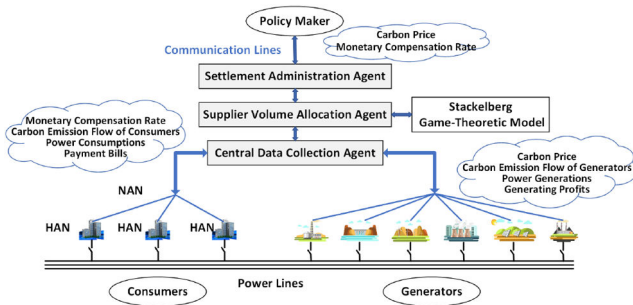 Policy Maker
Communication Lines
Carbon Price
Monetary Compensation Rate
Settlement Administration Agent
Supplier Volume Allocation Agent
Stackelberg
Game-Theoretic Model
Central Data Collection Agent
Monetary Compensation Rate
Carbon Emission Flow of Consumers
Power Consumptions
Payment Bills
Carbon Price
Carbon Emission Flow of Generators
Power Generations
Generating Profits
NAN
HAN
HAN
HAN
Power Lines
Consumers
Generators